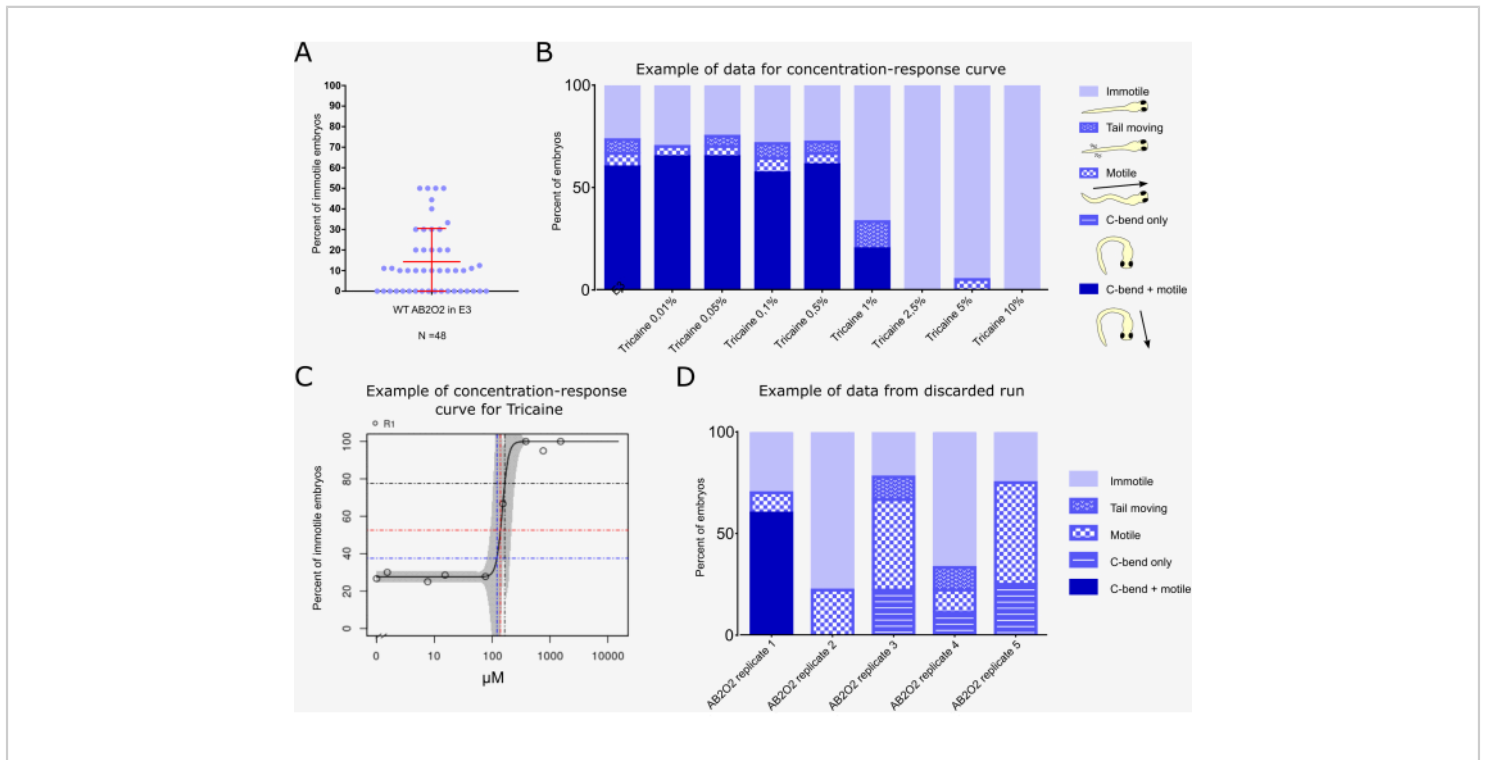 A
100
90
80
70
60
50
40
30
20
10
0
Percent of immotile embryos
WT AB2O2 in E3
N =48
B
Example of data for concentration-response curve
100
50
0
Percent of embryos
E3
Tricaine 0,01%
Tricaine 0,05%
Tricaine 0,1%
Tricaine 0,5%
Tricaine 1%
Tricaine 2,5%
Tricaine 5%
Tricaine 10%
Immotile
Tail moving
Motile
C-bend only
C-bend + motile
C
Example of concentration-response
curve for Tricaine
R1
100
80
60
40
20
0
Percent of immotile embryos
0 10 100 1000 10000
µM
D
Example of data from discarded run
100
50
0
Percent of embryos
AB2O2 replicate 1
AB2O2 replicate 2
AB2O2 replicate 3
AB2O2 replicate 4
AB2O2 replicate 5
Immotile
Tail moving
Motile
C-bend only
C-bend + motile